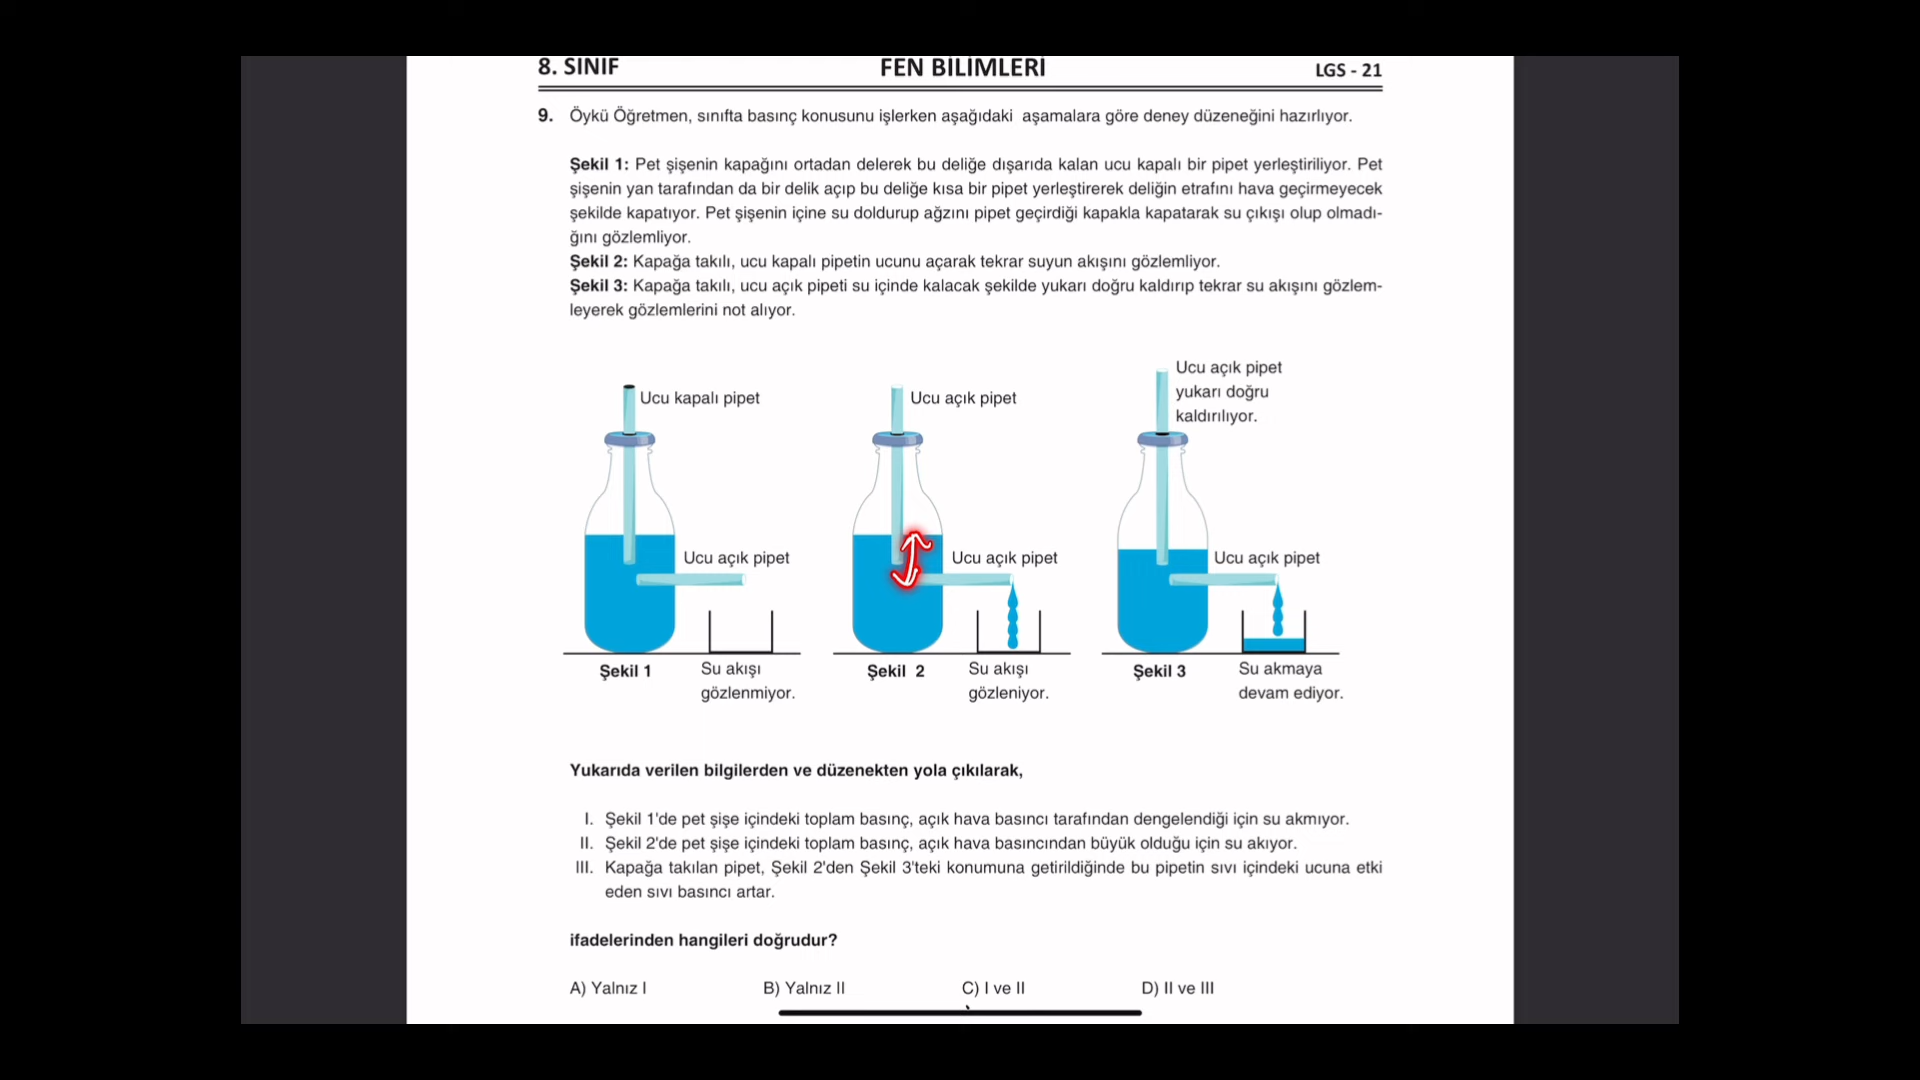 8. SINIF FEN BİLİMLERİ LGS - 21
9. Öykü Öğretmen, sınıfta basınç konusunu işlerken aşağıdaki aşamalara göre deney düzeneğini hazırlıyor.
Şekil 1: Pet şişenin kapağını ortadan delerek bu deliğe dışarıda kalan ucu kapalı bir pipet yerleştiriliyor. Pet
şişenin yan tarafından da bir delik açıp bu deliğe kısa bir pipet yerleştirerek deliğin etrafını hava geçirmeyecek
şekilde kapatıyor. Pet şişenin içine su doldurup ağzını pipet geçirdiği kapakla kapatarak su çıkışı olup olmadı-
ğını gözlemliyor.
Şekil 2: Kapağa takılı, ucu kapalı pipetin ucunu açarak tekrar suyun akışını gözlemliyor.
Şekil 3: Kapağa takılı, ucu açık pipeti su içinde kalacak şekilde yukarı doğru kaldırıp tekrar su akışını gözlem-
leyerek gözlemlerini not alıyor.
Ucu kapalı pipet
Ucu açık pipet
Şekil 1
Su akışı
gözlenmiyor.
Ucu açık pipet
Ucu açık pipet
Şekil 2
Su akışı
gözleniyor.
Ucu açık pipet
yukarı doğru
kaldırılıyor.
Ucu açık pipet
Şekil 3
Su akmaya
devam ediyor.
Yukarıda verilen bilgilerden ve düzenekten yola çıkılarak,
I. Şekil 1'de pet şişe içindeki toplam basınç, açık hava basıncı tarafından dengelendiği için su akmıyor.
II. Şekil 2'de pet şişe içindeki toplam basınç, açık hava basıncından büyük olduğu için su akıyor.
III. Kapağa takılan pipet, Şekil 2'den Şekil 3'teki konumuna getirildiğinde bu pipetin sıvı içindeki ucuna etki
eden sıvı basıncı artar.
ifadelerinden hangileri doğrudur?
A) Yalnız I B) Yalnız II C) I ve II D) II ve III